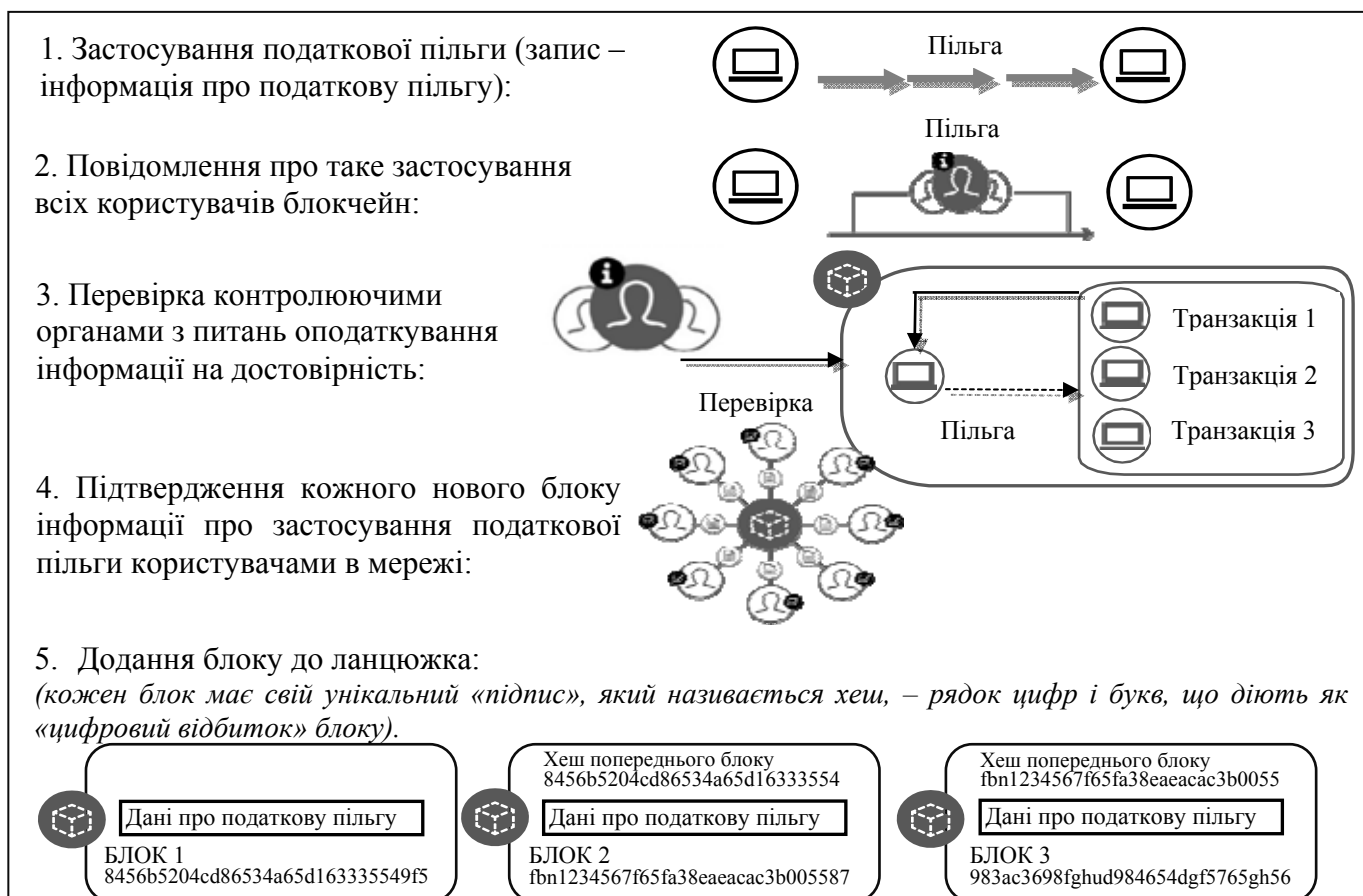 1. Застосування податкової пільги (запис –
інформація про податкову пільгу):
Пільга
2. Повідомлення про таке застосування
всіх користувачів блокчейн:
Пільга
3. Перевірка контролюючими
органами з питань оподаткування
інформації на достовірність:
Перевірка
Транзакція 1
Транзакція 2
Транзакція 3
Пільга
4. Підтвердження кожного нового блоку
інформації про застосування податкової
пільги користувачами в мережі:
5. Додання блоку до ланцюжка:
(кожен блок має свій унікальний «підпис», який називається хеш, – рядок цифр і букв, що діють як
«цифровий відбиток» блоку).
Дані про податкову пільгу
БЛОК 1
8456b5204cd86534a65d163335549f5
Хеш попереднього блоку
8456b5204cd86534a65d16333554
Дані про податкову пільгу
БЛОК 2
fbn1234567f65fa38eaeacac3b005587
Хеш попереднього блоку
fbn1234567f65fa38eaeacac3b0055
Дані про податкову пільгу
БЛОК 3
983ac3698fghud984654dgf5765gh56